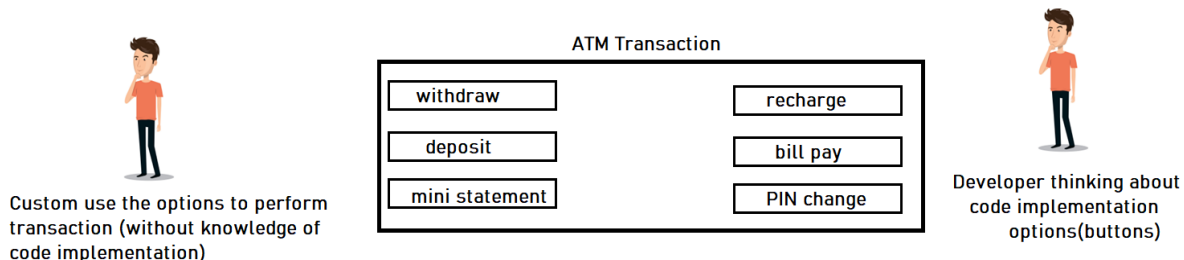 ATM Transaction
withdraw
deposit
mini statement
recharge
bill pay
PIN change
Custom use the options to perform
transaction (without knowledge of
code implementation)
Developer thinking about
code implementation
options(buttons)